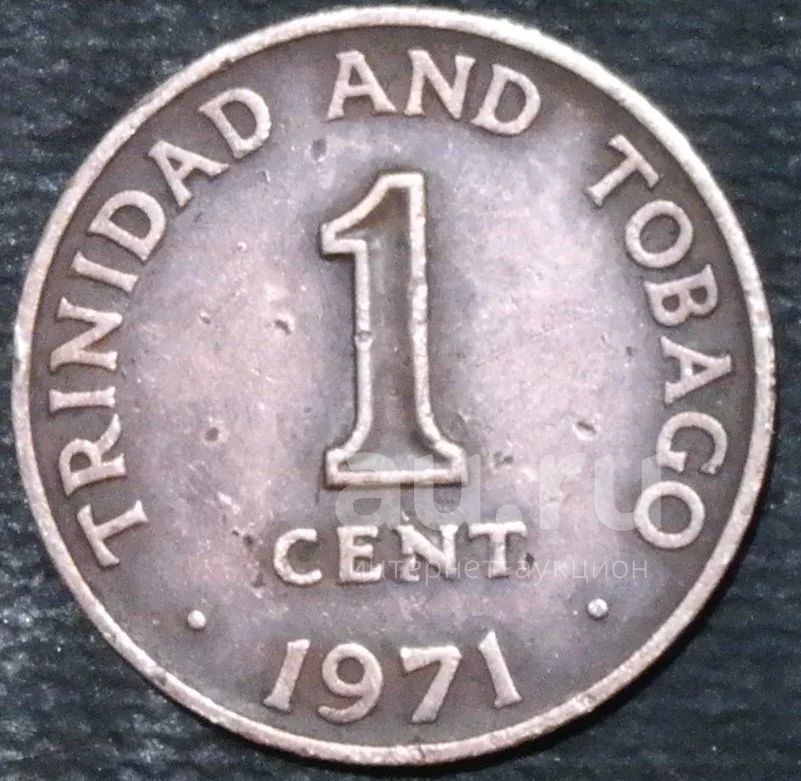 TRINIDAD AND TOBAGO
1
CENT
• 1971 •
au.ru
интернет-аукцион